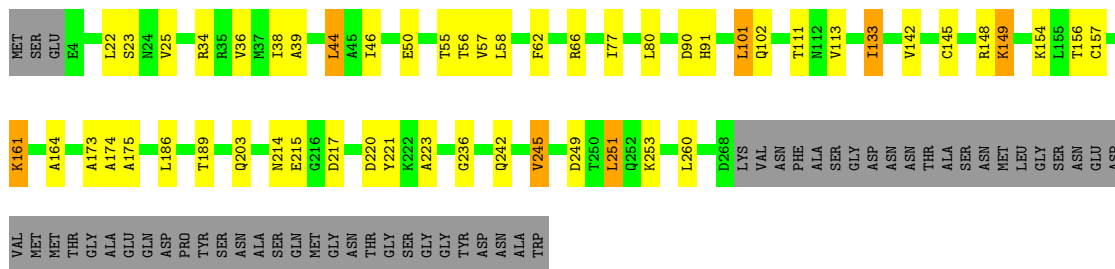 MET SER GLU E4 L22 S23 N24 V25 R34 R35 V36 M37 I38 A39 L44 A45 I46 E50 T55 T56 V57 L58 F62 R66 I77 L80 D90 H91 L101 Q102 T111 N112 V113 I133 V142 C145 R148 K149 K154 L155 T156 C157
K161 A164 A173 A174 A175 L186 T189 Q203 N214 E215 G216 D217 D220 Y221 K222 A223 G236 Q242 V245 D249 T250 L251 Q252 K253 L260 D268 LYS VAL ASN PHE ALA SER GLY ASP ASN ASN THR ALA SER ASN MET LEU GLY SER ASN GLU ASP
VAL MET MET THR GLY ALA GLU GLN ASP PRO TYR SER ASN ALA SER GLN MET GLY ASN THR GLY SER GLY GLY TYR ASP ASN ALA TRP